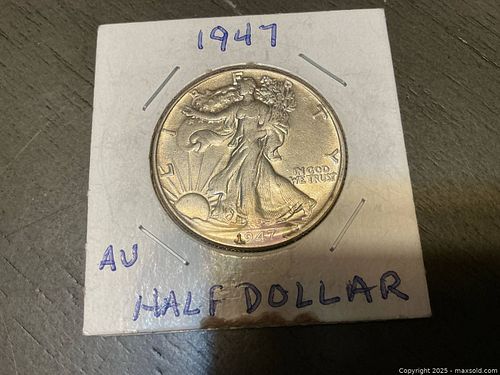 1947
LIBERTY
IN GOD
WE TRUST
1947
AU
HALF DOLLAR
Copyright 2025 - maxsold.com